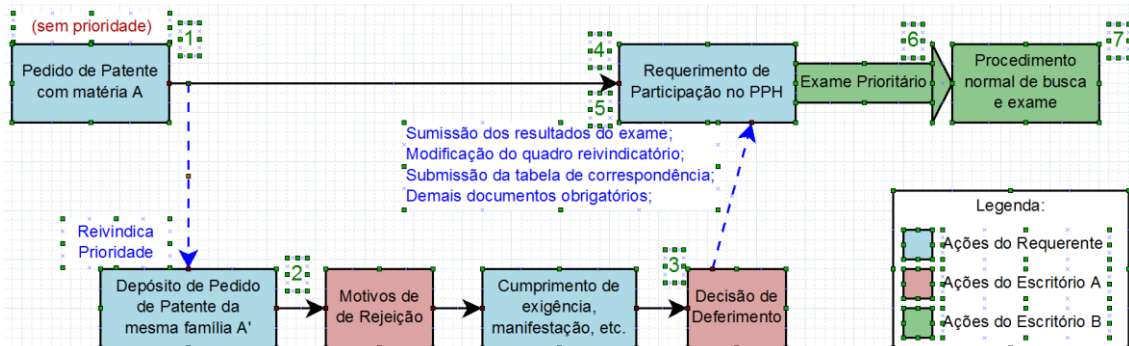 (sem prioridade)
1
Pedido de Patente
com matéria A
4
5
Requerimento de
Participação no PPH
6
Exame Prioritário
7
Procedimento
normal de busca
e exame
Sumissão dos resultados do exame;
Modificação do quadro reivindicatório;
Submissão da tabela de correspondência;
Demais documentos obrigatórios;
Reivindica
Prioridade
Depósito de Pedido
de Patente da
mesma família A'
2
Motivos de
de Rejeição
Cumprimento de
exigência,
manifestação, etc.
3
Decisão de
Deferimento
Legenda:
Ações do Requerente
Ações do Escritório A
Ações do Escritório B